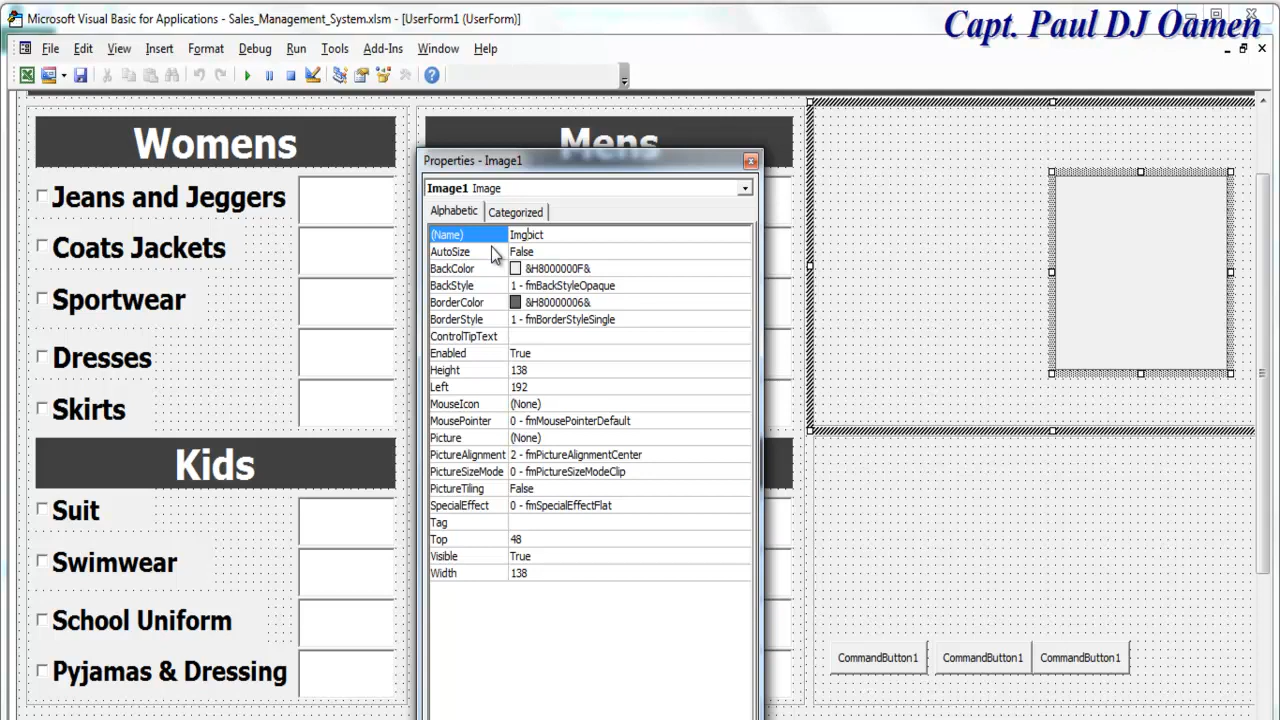 Microsoft Visual Basic for Applications - Sales_Management_System.xlsm - [UserForm1 (UserForm)]
Capt. Paul DJ Oamen
File Edit View Insert Format Debug Run Tools Add-Ins Window Help
Womens
Mens
Jeans and Jeggers
Coats Jackets
Sportwear
Dresses
Skirts
Kids
Suit
Swimwear
School Uniform
Pyjamas & Dressing
Properties - Image1
Image1 Image
Alphabetic Categorized
(Name) Imgbict
AutoSize False
BackColor &H8000000F&
BackStyle 1 - fmBackStyleOpaque
BorderColor &H80000006&
BorderStyle 1 - fmBorderStyleSingle
ControlTipText
Enabled True
Height 138
Left 192
MouseIcon (None)
MousePointer 0 - fmMousePointerDefault
Picture (None)
PictureAlignment 2 - fmPictureAlignmentCenter
PictureSizeMode 0 - fmPictureSizeModeClip
PictureTiling False
SpecialEffect 0 - fmSpecialEffectFlat
Tag
Top 48
Visible True
Width 138
CommandButton1 CommandButton1 CommandButton1